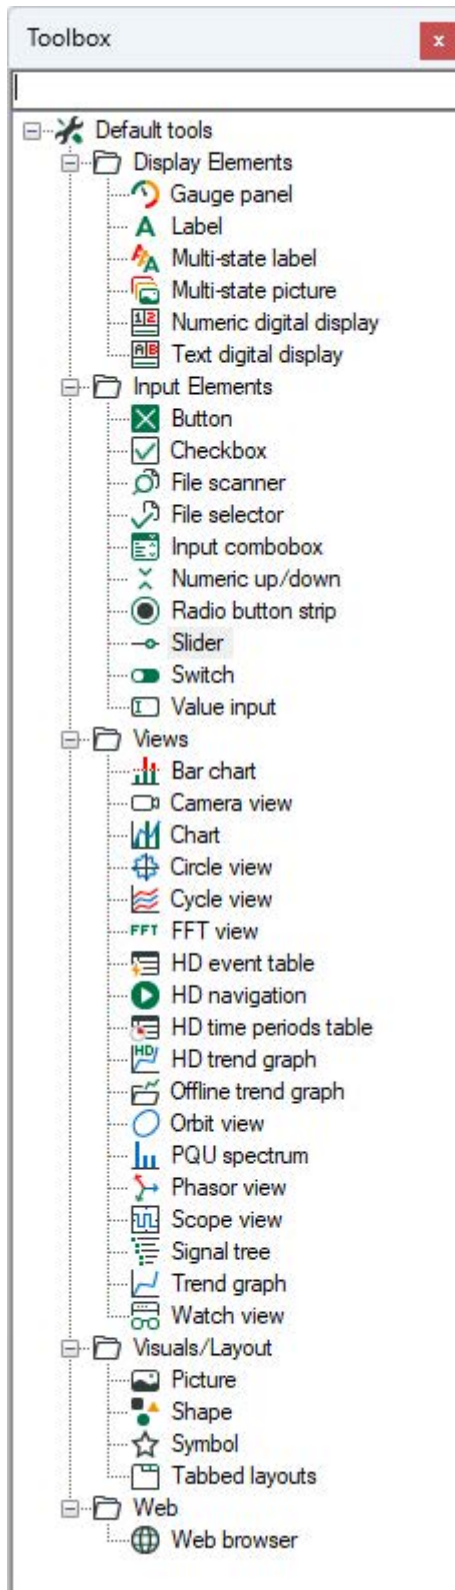 Toolbox
x
Default tools
Display Elements
Gauge panel
A Label
Multi-state label
Multi-state picture
Numeric digital display
Text digital display
Input Elements
Button
Checkbox
File scanner
File selector
Input combobox
Numeric up/down
Radio button strip
Slider
Switch
Value input
Views
Bar chart
Camera view
Chart
Circle view
Cycle view
FFT FFT view
HD event table
HD navigation
HD time periods table
HD HD trend graph
Offline trend graph
Orbit view
PQU spectrum
Phasor view
Scope view
Signal tree
Trend graph
Watch view
Visuals/Layout
Picture
Shape
Symbol
Tabbed layouts
Web
Web browser